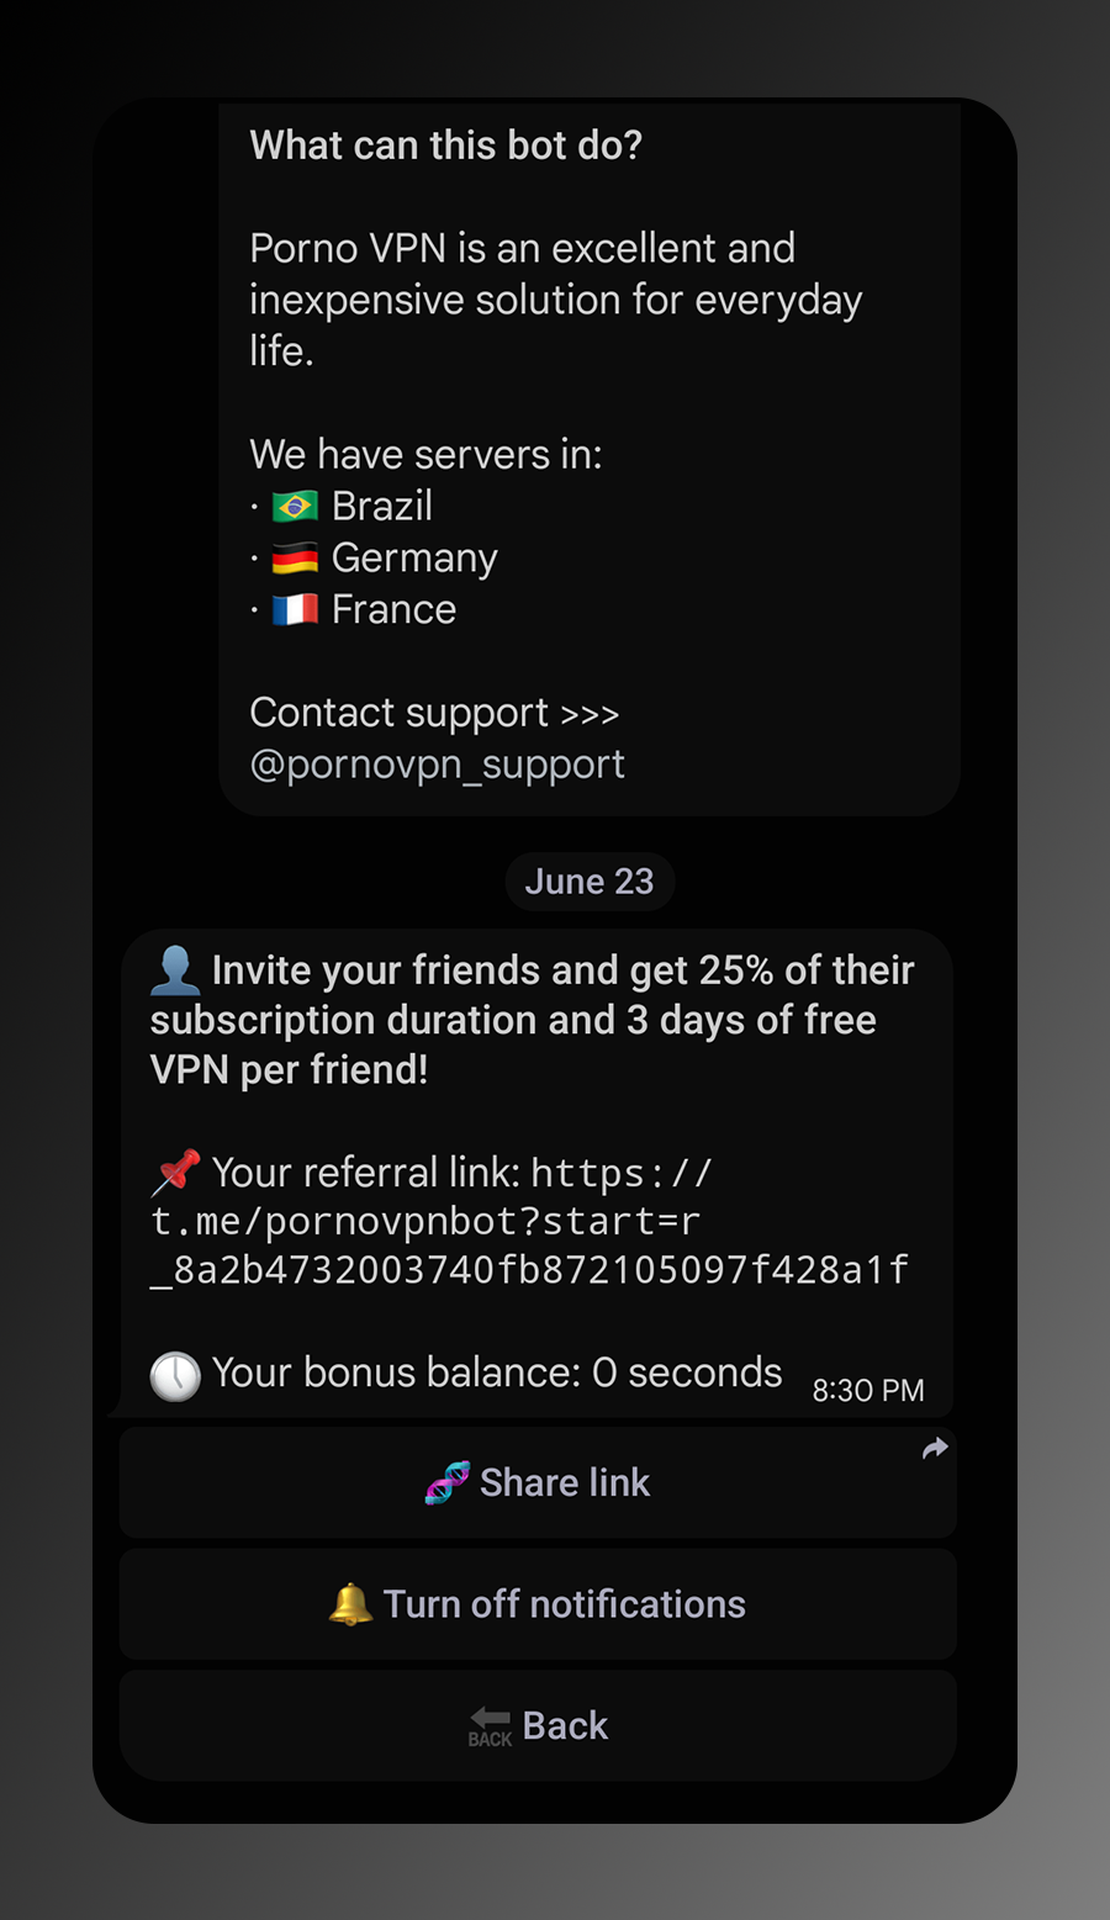 What can this bot do?
Porno VPN is an excellent and
inexpensive solution for everyday
life.
We have servers in:
· 🇧🇷 Brazil
· 🇩🇪 Germany
· 🇫🇷 France
Contact support >>>
@pornovpn_support
June 23
👤 Invite your friends and get 25% of their
subscription duration and 3 days of free
VPN per friend!
📌 Your referral link: https://
t.me/pornovpnbot?start=r
_8a2b4732003740fb872105097f428a1f
🕔 Your bonus balance: 0 seconds 8:30 PM
🧬 Share link
🔔 Turn off notifications
🔙 Back